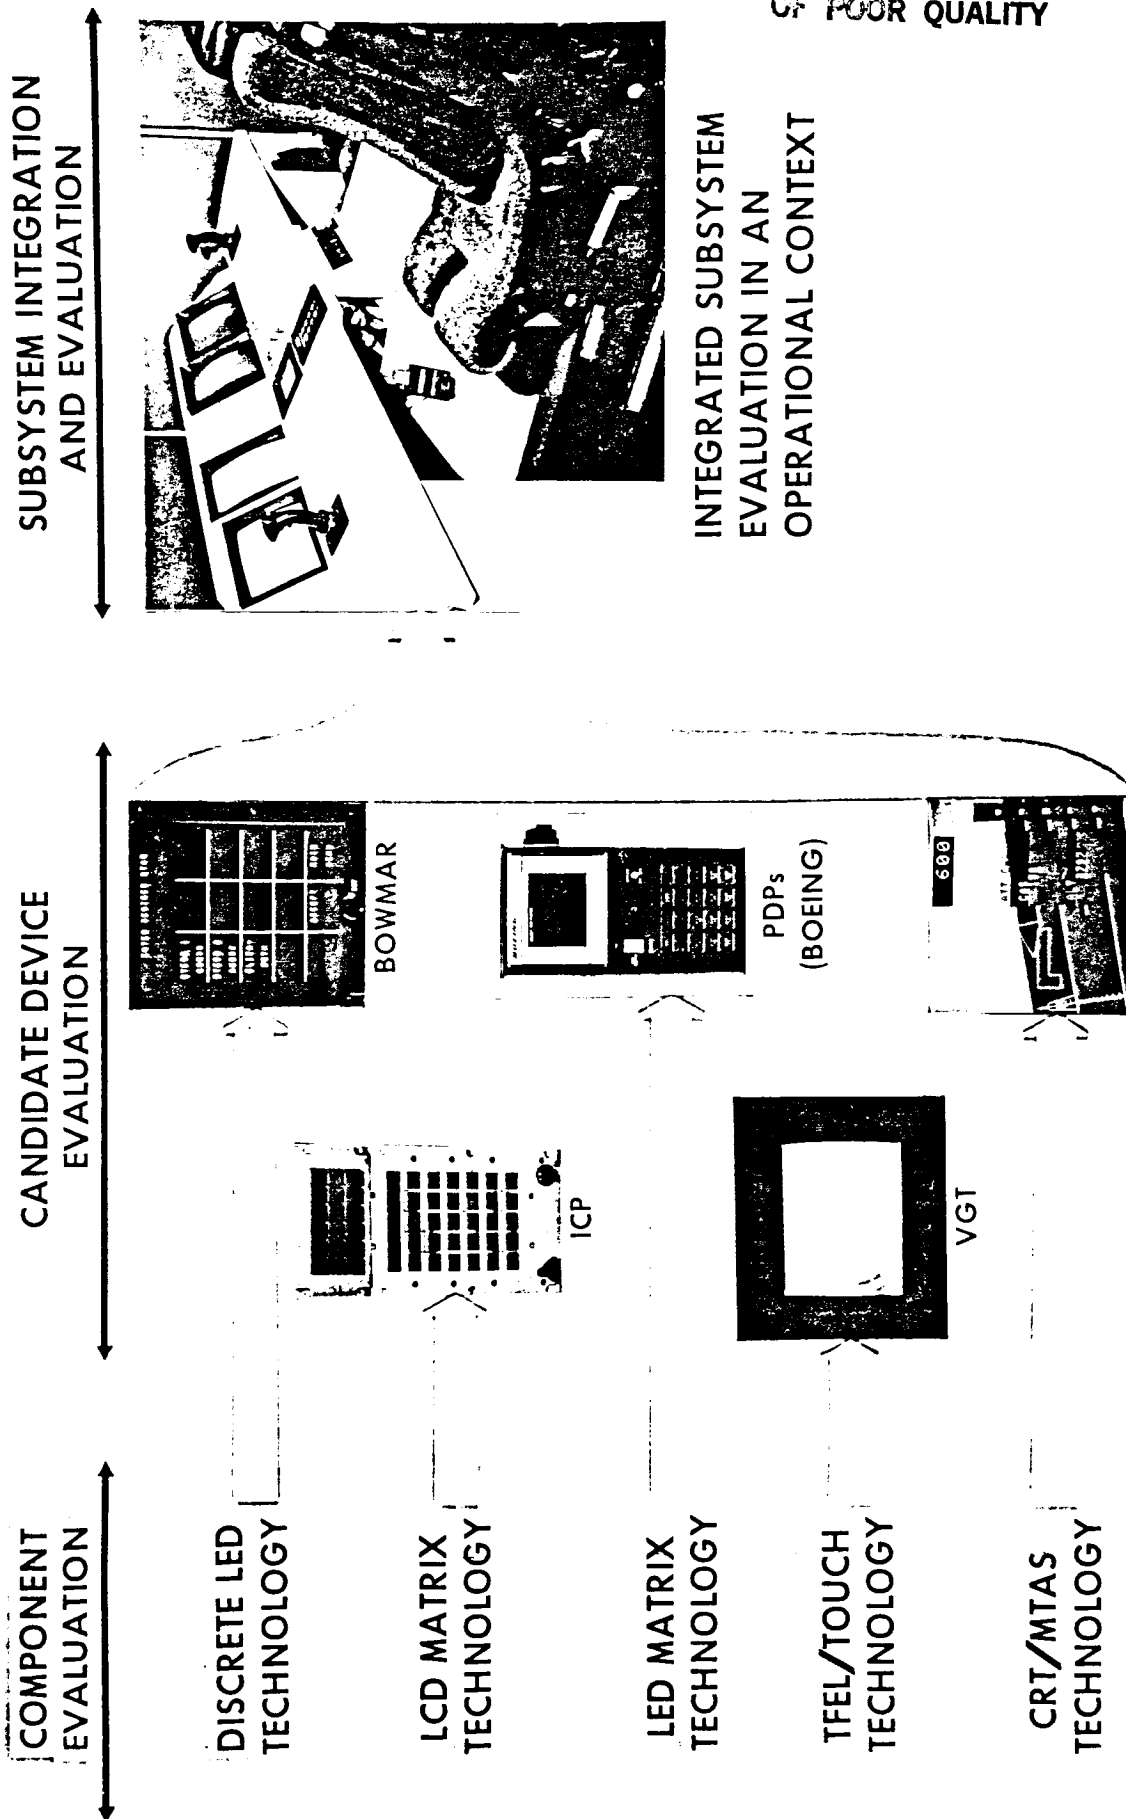 OF POOR QUALITY
COMPONENT
EVALUATION
CANDIDATE DEVICE
EVALUATION
SUBSYSTEM INTEGRATION
AND EVALUATION
DISCRETE LED
TECHNOLOGY
LCD MATRIX
TECHNOLOGY
LED MATRIX
TECHNOLOGY
TFEL/TOUCH
TECHNOLOGY
CRT/MTAS
TECHNOLOGY
ICP
VGT
BOWMAR
PDPs
(BOEING)
600
INTEGRATED SUBSYSTEM
EVALUATION IN AN
OPERATIONAL CONTEXT